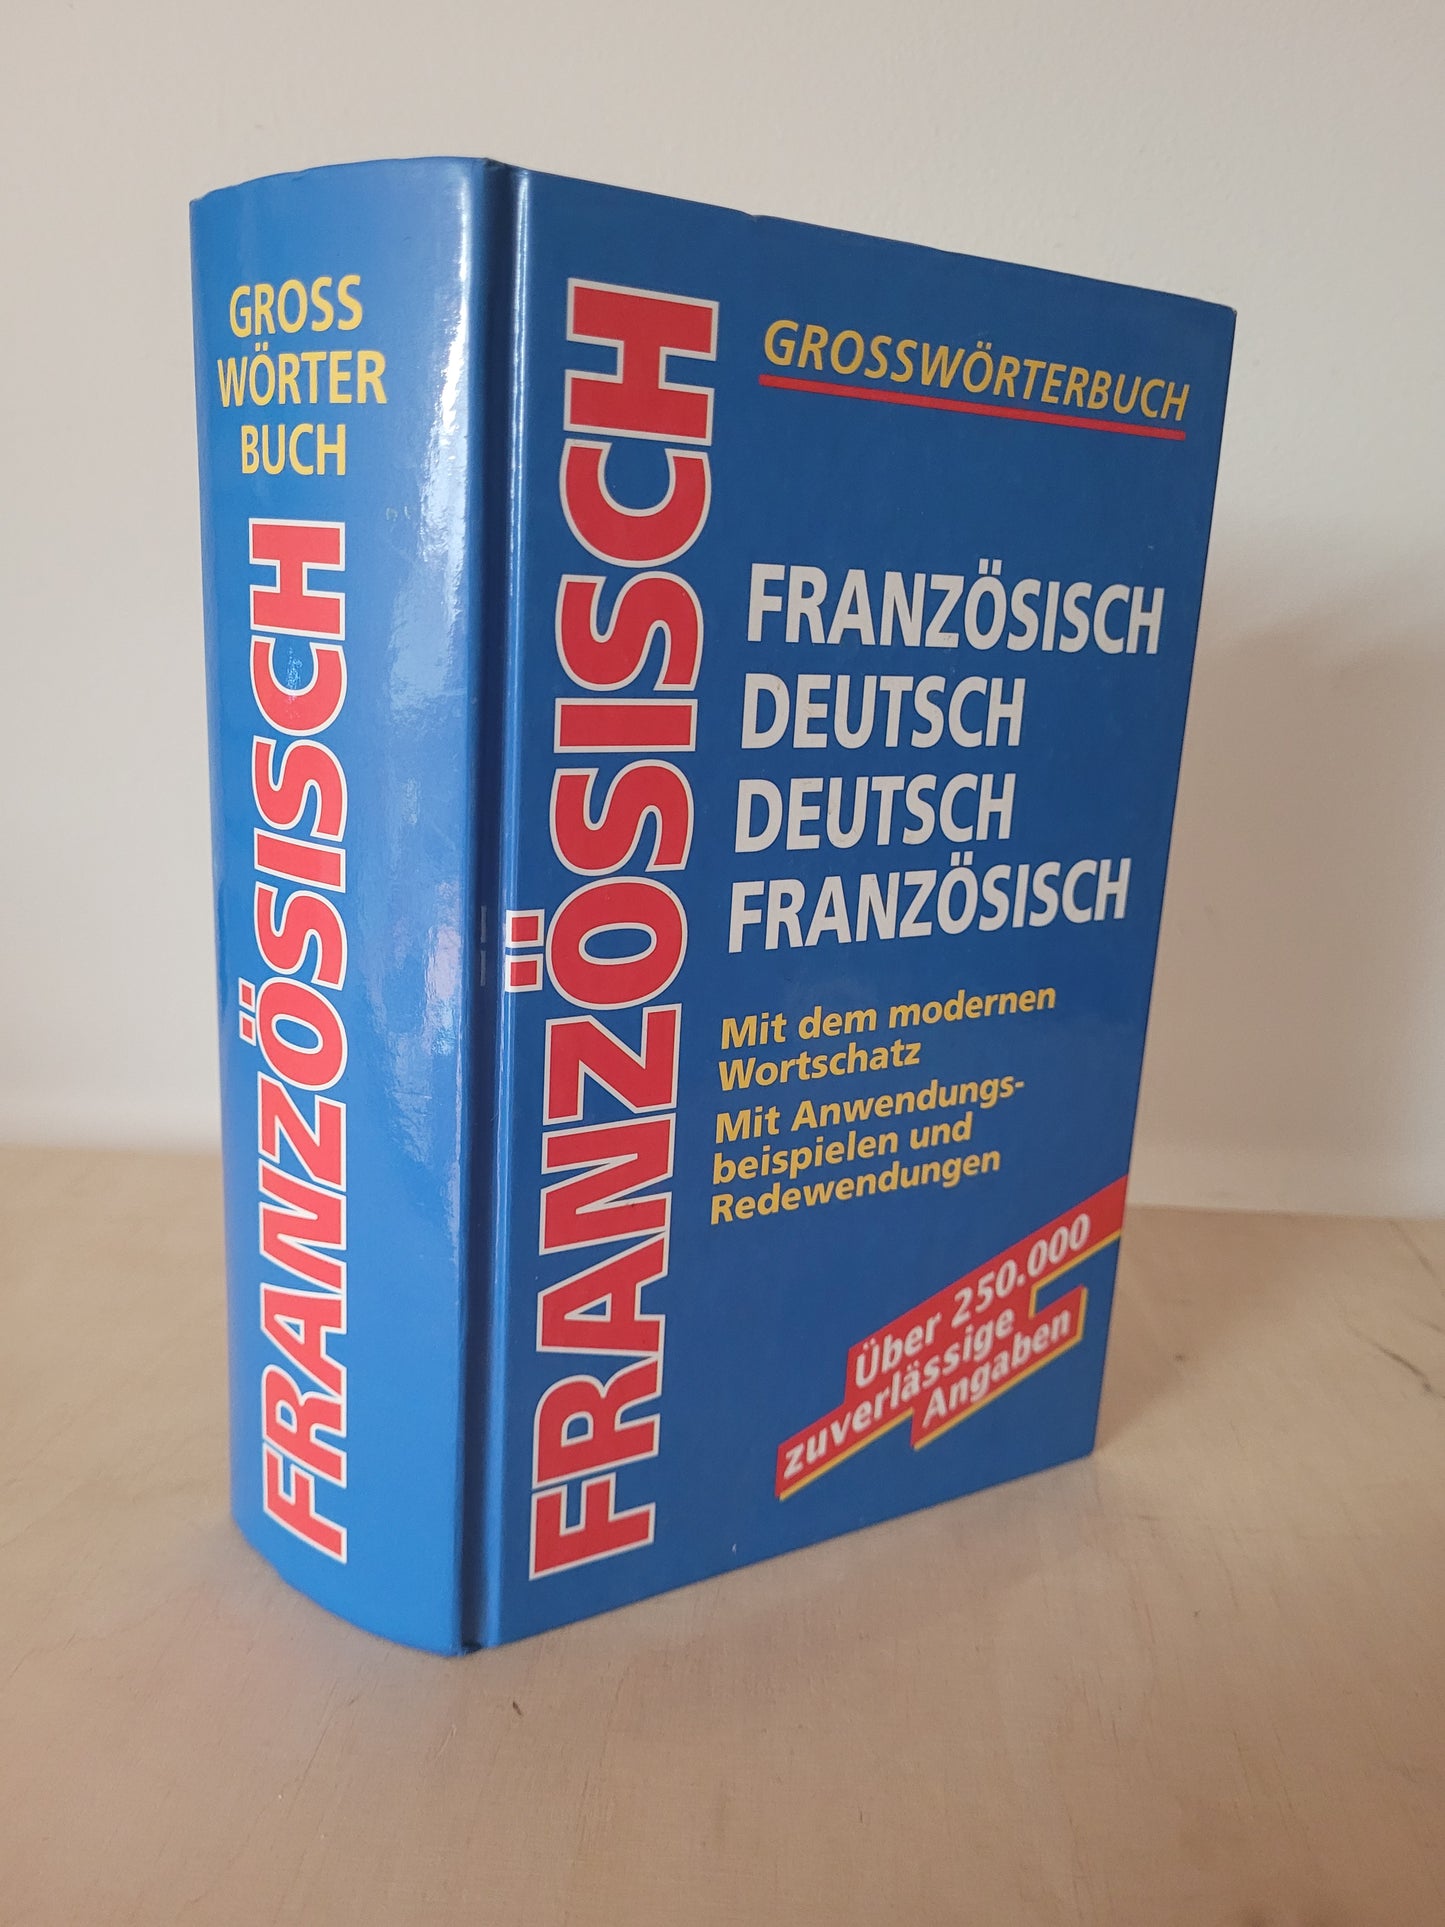 GROSS
WÖRTER
BUCH
FRANZÖSISCH
FRANZÖSISCH
GROSSWÖRTERBUCH
FRANZÖSISCH
DEUTSCH
DEUTSCH
FRANZÖSISCH
Mit dem modernen
Wortschatz
Mit Anwendungs-
beispielen und
Redewendungen
Über 250.000
zuverlässige
Angaben